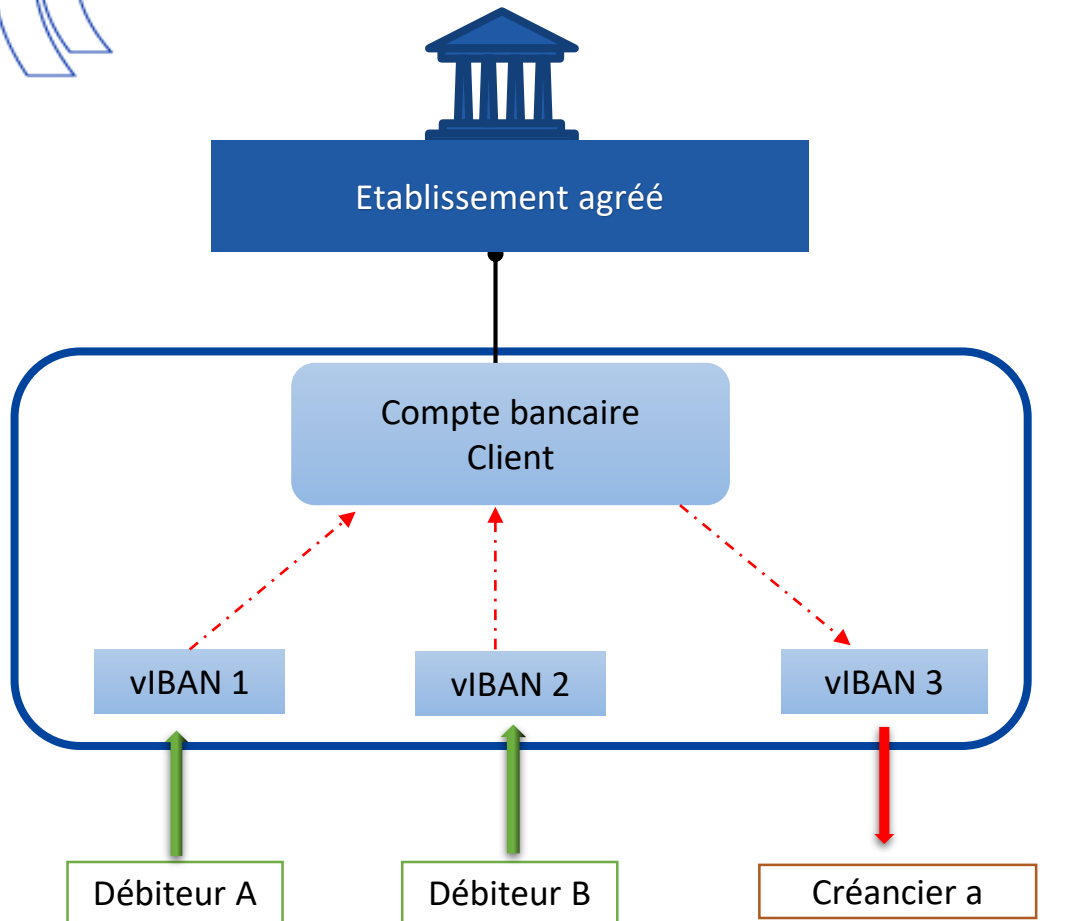 Etablissement agréé
Compte bancaire
Client
vIBAN 1
vIBAN 2
vIBAN 3
Débiteur A
Débiteur B
Créancier a